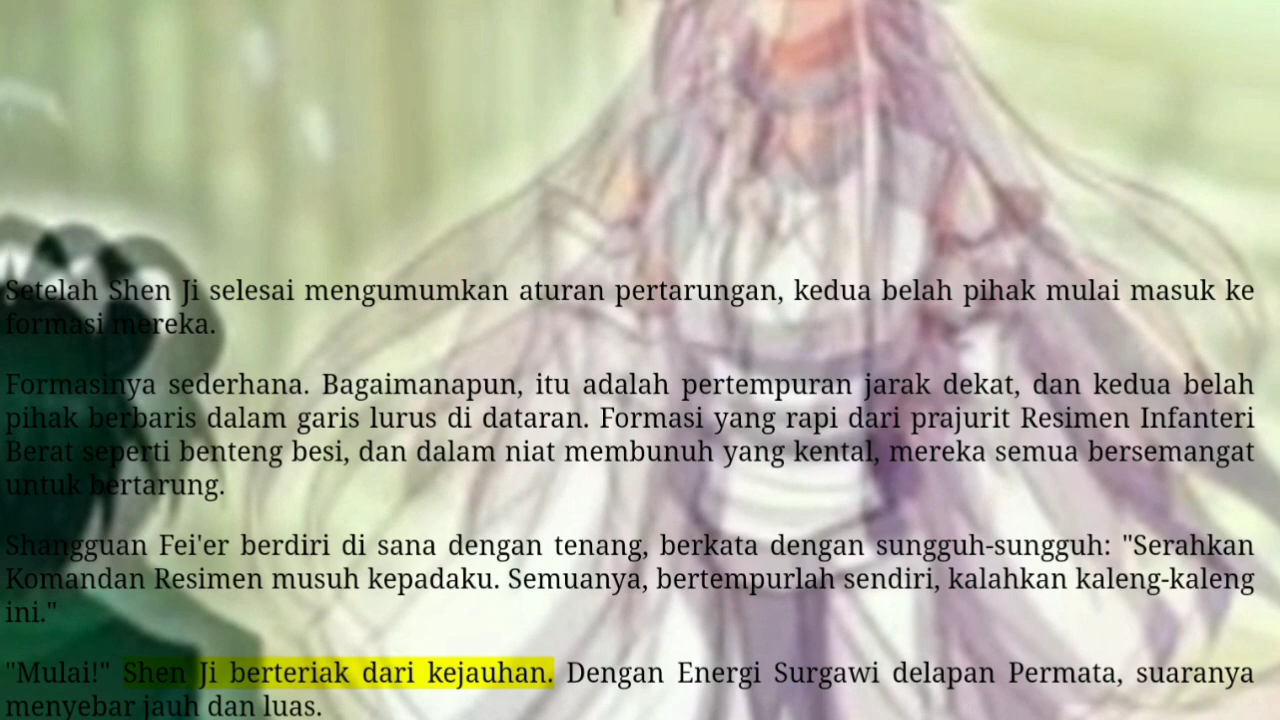 Setelah Shen Ji selesai mengumumkan aturan pertarungan, kedua belah pihak mulai masuk ke
formasi mereka.
Formasinya sederhana. Bagaimanapun, itu adalah pertempuran jarak dekat, dan kedua belah
pihak berbaris dalam garis lurus di dataran. Formasi yang rapi dari prajurit Resimen Infanteri
Berat seperti benteng besi, dan dalam niat membunuh yang kental, mereka semua bersemangat
untuk bertarung.
Shangguan Fei'er berdiri di sana dengan tenang, berkata dengan sungguh-sungguh: "Serahkan
Komandan Resimen musuh kepadaku. Semuanya, bertempurlah sendiri, kalahkan kaleng-kaleng
ini."
"Mulai!" Shen Ji berteriak dari kejauhan. Dengan Energi Surgawi delapan Permata, suaranya
menyebar jauh dan luas.